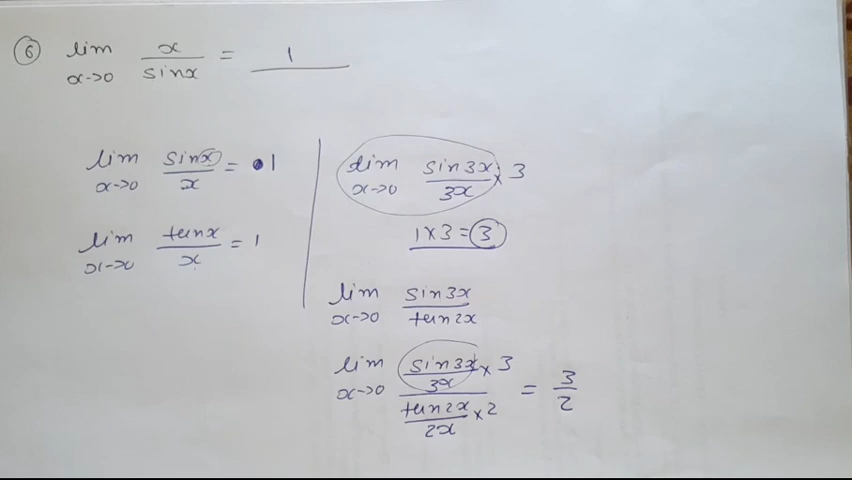 ⑥ lim x→0 x/sinx = 1
lim x→0 sinx/x = 1
lim x→0 tanx/x = 1
lim x→0 sin3x/3x × 3
1×3 = 3
lim x→0 sin3x/tan2x
lim x→0 (sin3x/3x × 3)/(tan2x/2x × 2) = 3/2